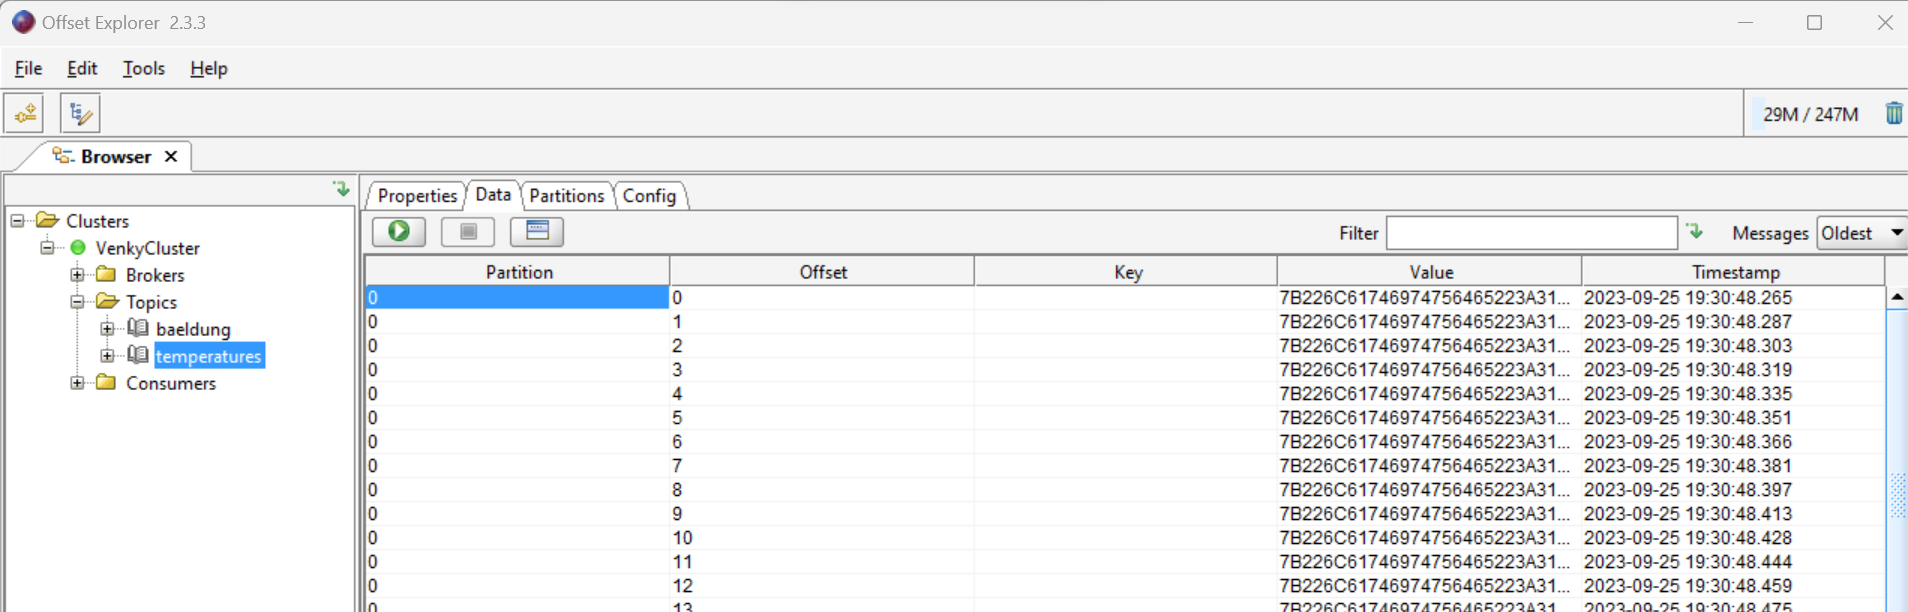 Offset Explorer 2.3.3
File Edit Tools Help
29M / 247M
Browser
Clusters
VenkyCluster
Brokers
Topics
baeldung
temperatures
Consumers
Properties Data Partitions Config
Filter Messages Oldest
Partition Offset Key Value Timestamp
0 0 7B226C61746974756465223A31... 2023-09-25 19:30:48.265
0 1 7B226C61746974756465223A31... 2023-09-25 19:30:48.287
0 2 7B226C61746974756465223A31... 2023-09-25 19:30:48.303
0 3 7B226C61746974756465223A31... 2023-09-25 19:30:48.319
0 4 7B226C61746974756465223A31... 2023-09-25 19:30:48.335
0 5 7B226C61746974756465223A31... 2023-09-25 19:30:48.351
0 6 7B226C61746974756465223A31... 2023-09-25 19:30:48.366
0 7 7B226C61746974756465223A31... 2023-09-25 19:30:48.381
0 8 7B226C61746974756465223A31... 2023-09-25 19:30:48.397
0 9 7B226C61746974756465223A31... 2023-09-25 19:30:48.413
0 10 7B226C61746974756465223A31... 2023-09-25 19:30:48.428
0 11 7B226C61746974756465223A31... 2023-09-25 19:30:48.444
0 12 7B226C61746974756465223A31... 2023-09-25 19:30:48.459
0 13 7B226C61746974756465223A31... 2023-09-25 19:30:48.475